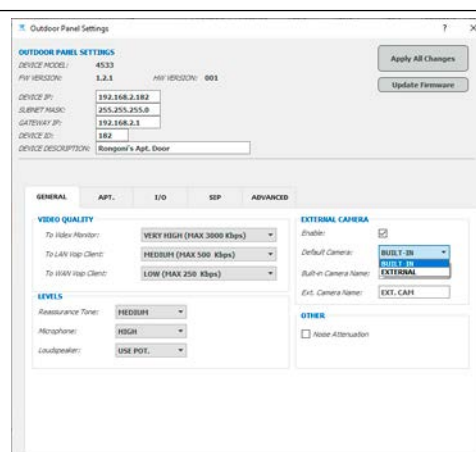 Outdoor Panel Settings
? X
OUTDOOR PANEL SETTINGS
DEVICE MODEL: 4533
FW VERSION: 1.2.1 HW VERSION: 001
Apply All Changes
Update Firmware
DEVICE IP: 192.168.2.182
SUBNET MASK: 255.255.255.0
GATEWAY IP: 192.168.2.1
DEVICE ID: 182
DEVICE DESCRIPTION: Rongoni's Apt. Door
GENERAL APT. I/O SIP ADVANCED
VIDEO QUALITY
To Videx Monitor: VERY HIGH (MAX 3000 Kbps)
To LAN Voip Client: MEDIUM (MAX 500 Kbps)
To WAN Voip Client: LOW (MAX 250 Kbps)
LEVELS
Reassurance Tone: MEDIUM
Microphone: HIGH
Loudspeaker: USE POT.
EXTERNAL CAMERA
Enable:
Default Camera: BUILT-IN
BUILT-IN
Built-in Camera Name: EXTERNAL
Ext. Camera Name: EXT. CAM
OTHER
Noise Attenuation